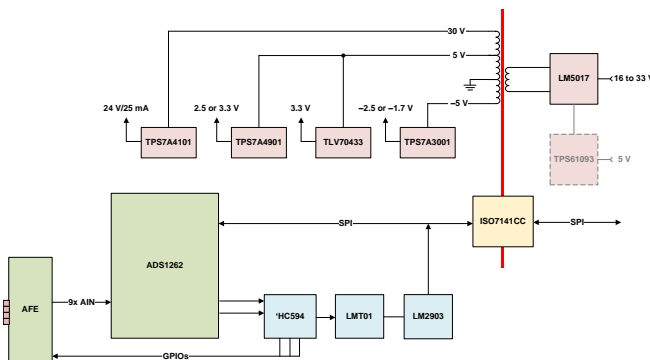 30 V
5 V
LM5017
16 to 33 V
24 V/25 mA
2.5 or 3.3 V
3.3 V
–2.5 or –1.7 V
–5 V
TPS7A4101
TPS7A4901
TLV70433
TPS7A3001
TPS61093
5 V
ADS1262
SPI
ISO7141CC
SPI
AFE
9x AIN
'HC594
LMT01
LM2903
GPIOs